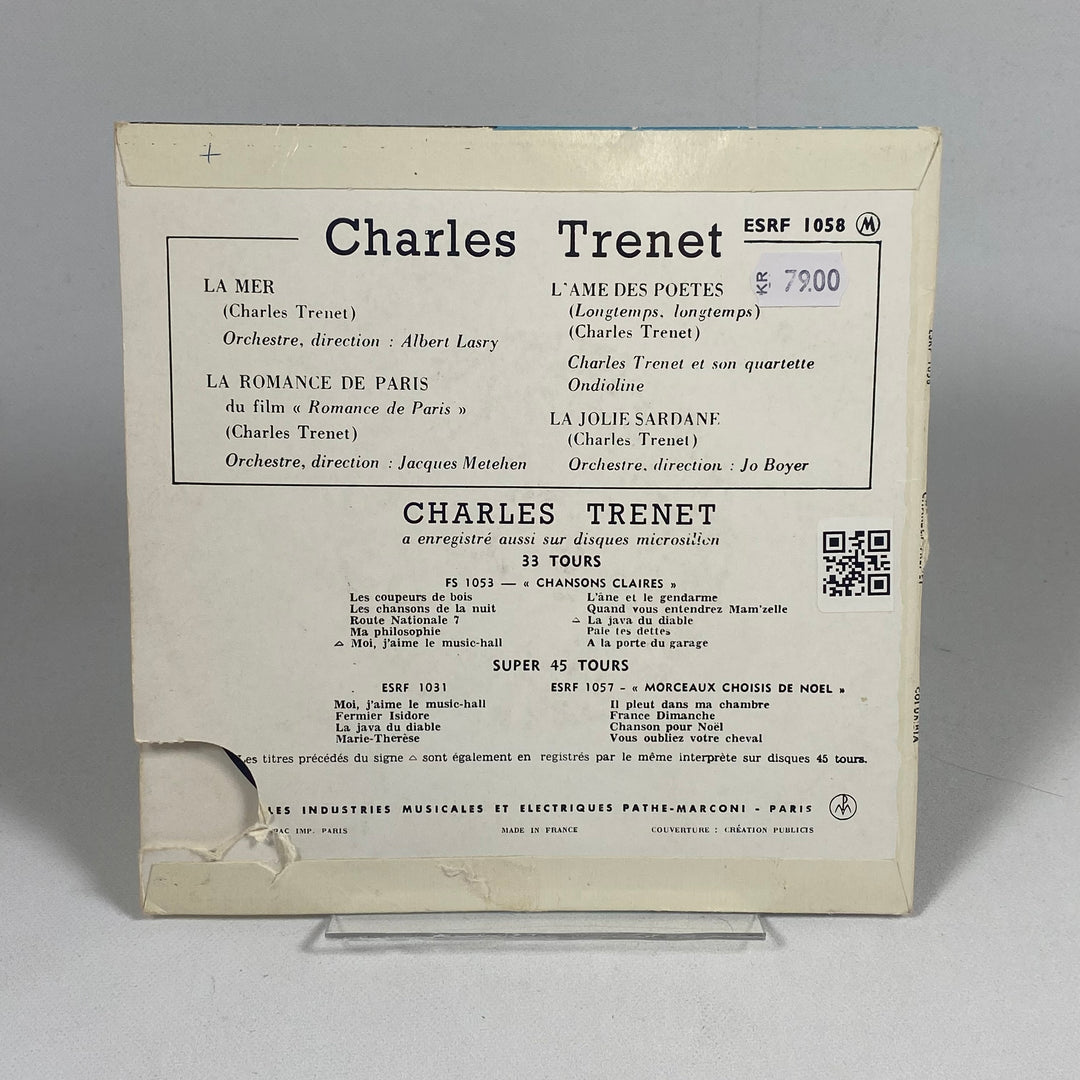 +
Charles Trenet
ESRF 1058 M
KR 79.00
LA MER
(Charles Trenet)
Orchestre, direction : Albert Lasry
LA ROMANCE DE PARIS
du film « Romance de Paris »
(Charles Trenet)
Orchestre, direction : Jacques Metehen
L'AME DES POETES
(Longtemps, longtemps)
(Charles Trenet)
Charles Trenet et son quartette
Ondioline
LA JOLIE SARDANE
(Charles Trenet)
Orchestre, direction : Jo Boyer
CHARLES TRENET
a enregistré aussi sur disques microsillon
33 TOURS
FS 1053 — « CHANSONS CLAIRES »
Les coupeurs de bois
Les chansons de la nuit
Route Nationale 7
Ma philosophie
△ Moi, j'aime le music-hall
L'âne et le gendarme
Quand vous entendrez Mam'zelle
△ La java du diable
Paie tes dettes
A la porte du garage
SUPER 45 TOURS
ESRF 1031
Moi, j'aime le music-hall
Fermier Isidore
La java du diable
Marie-Therèse
ESRF 1057 - « MORCEAUX CHOISIS DE NOEL »
Il pleut dans ma chambre
France Dimanche
Chanson pour Noël
Vous oubliez votre cheval
Les titres précédés du signe △ sont également en registrés par le même interprète sur disques 45 tours.
LES INDUSTRIES MUSICALES ET ELECTRIQUES PATHE-MARCONI - PARIS
IMP. PARIS
MADE IN FRANCE
COUVERTURE : CRÉATION PUBLICIS